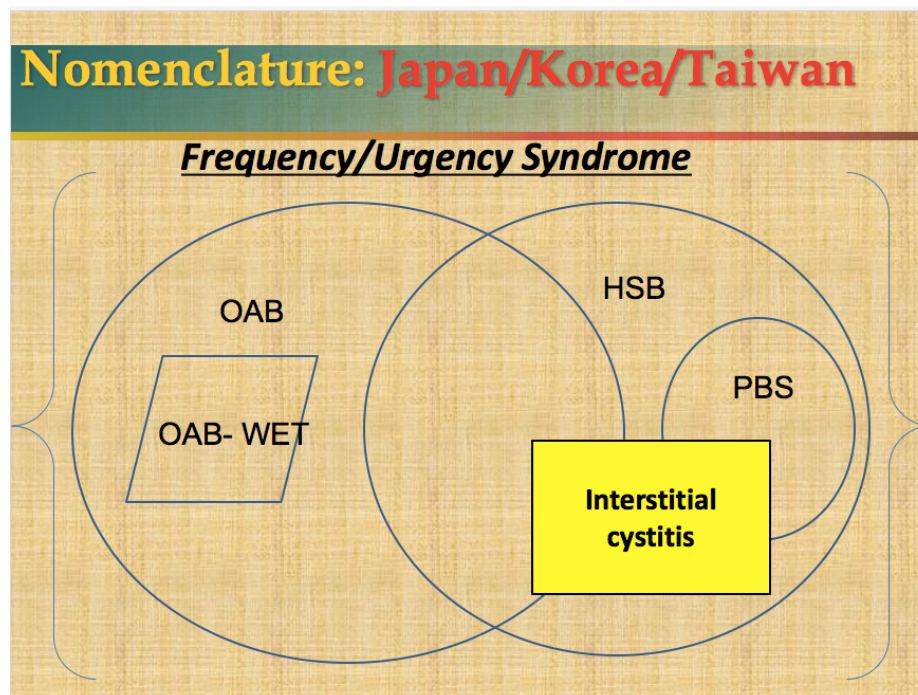 Nomenclature: Japan/Korea/Taiwan
Frequency/Urgency Syndrome
HSB
OAB
PBS
OAB- WET
Interstitial
cystitis